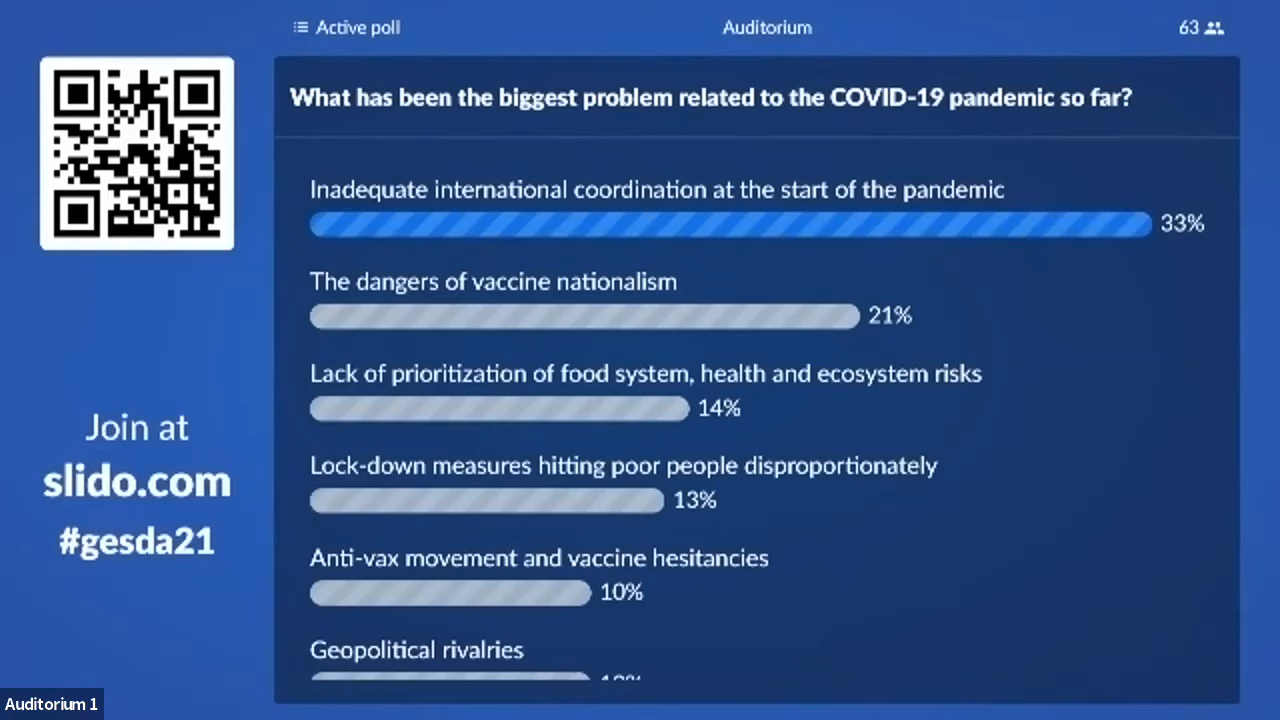 Active poll
Auditorium
63
What has been the biggest problem related to the COVID-19 pandemic so far?
Inadequate international coordination at the start of the pandemic
33%
The dangers of vaccine nationalism
21%
Lack of prioritization of food system, health and ecosystem risks
14%
Lock-down measures hitting poor people disproportionately
13%
Anti-vax movement and vaccine hesitancies
10%
Geopolitical rivalries
Join at
slido.com
#gesda21
Auditorium 1